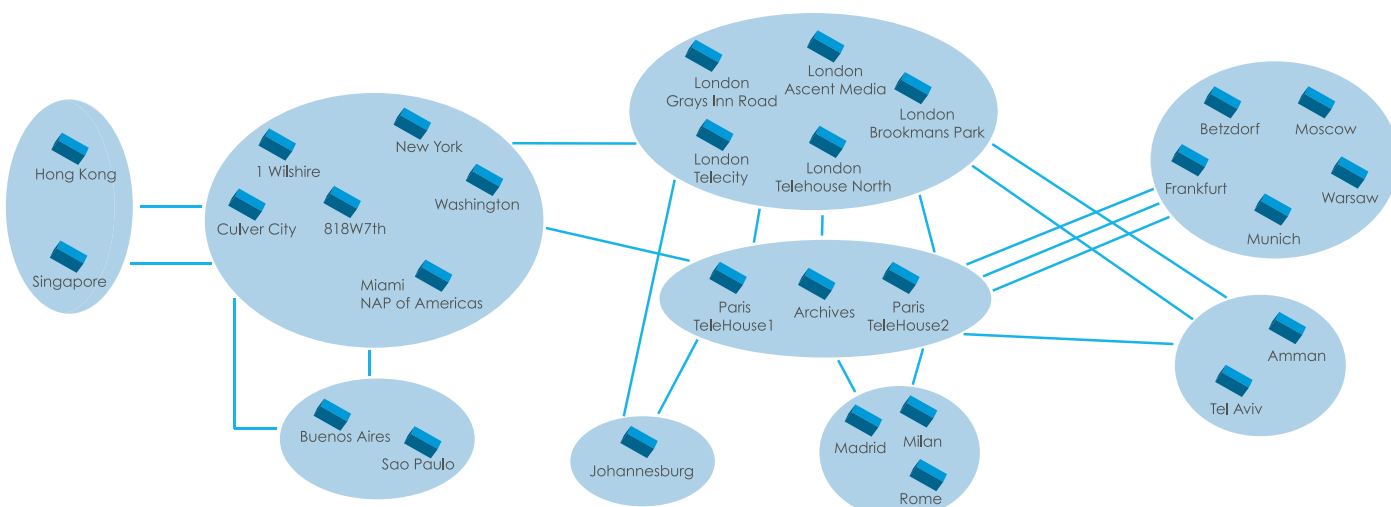 Hong Kong
Singapore
1 Wilshire
New York
Washington
Culver City
818W7th
Miami
NAP of Americas
Buenos Aires
Sao Paulo
London
Grays Inn Road
London
Ascent Media
London
Brookmans Park
London
Telecity
London
Telehouse North
Paris
TeleHouse1
Archives
Paris
TeleHouse2
Johannesburg
Madrid
Milan
Rome
Betzdorf
Moscow
Frankfurt
Warsaw
Munich
Amman
Tel Aviv